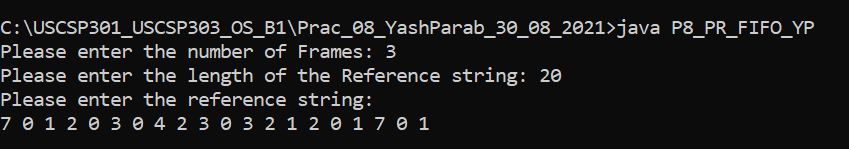 C:\USCSP301_USCSP303_OS_B1\Prac_08_YashParab_30_08_2021>java P8_PR_FIFO_YP
Please enter the number of Frames: 3
Please enter the length of the Reference string: 20
Please enter the reference string:
7 0 1 2 0 3 0 4 2 3 0 3 2 1 2 0 1 7 0 1